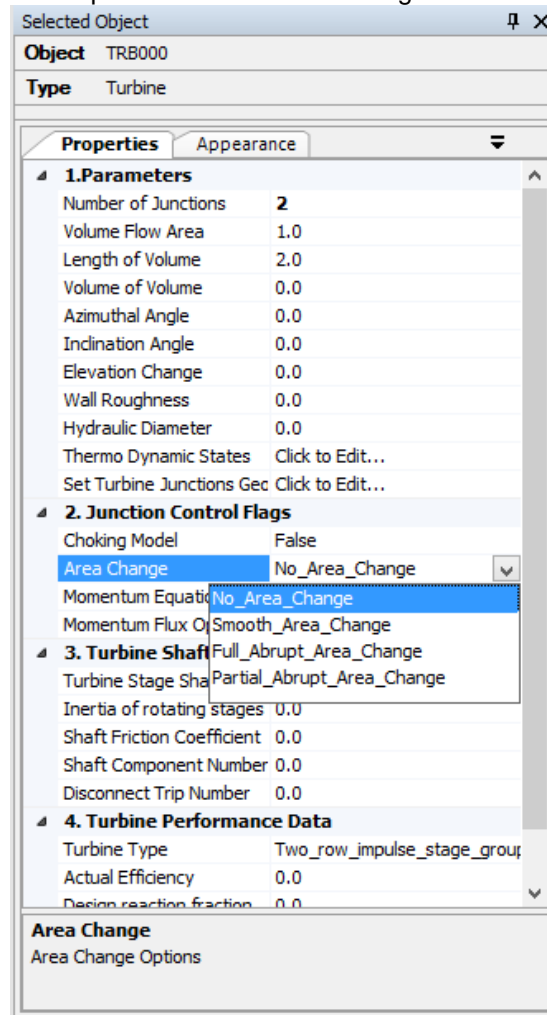 Selected Object
Object TRB000
Type Turbine
Properties Appearance
1.Parameters
Number of Junctions 2
Volume Flow Area 1.0
Length of Volume 2.0
Volume of Volume 0.0
Azimuthal Angle 0.0
Inclination Angle 0.0
Elevation Change 0.0
Wall Roughness 0.0
Hydraulic Diameter 0.0
Thermo Dynamic States Click to Edit...
Set Turbine Junctions Geo Click to Edit...
2. Junction Control Flags
Choking Model False
Area Change No_Area_Change
Momentum Equatio No_Area_Change
Momentum Flux Op Smooth_Area_Change
3. Turbine Shaft Full_Abrupt_Area_Change
Turbine Stage Sha Partial_Abrupt_Area_Change
Inertia of rotating stages 0.0
Shaft Friction Coefficient 0.0
Shaft Component Number 0.0
Disconnect Trip Number 0.0
4. Turbine Performance Data
Turbine Type Two_row_impulse_stage_group
Actual Efficiency 0.0
Design reaction fraction 0.0
Area Change
Area Change Options